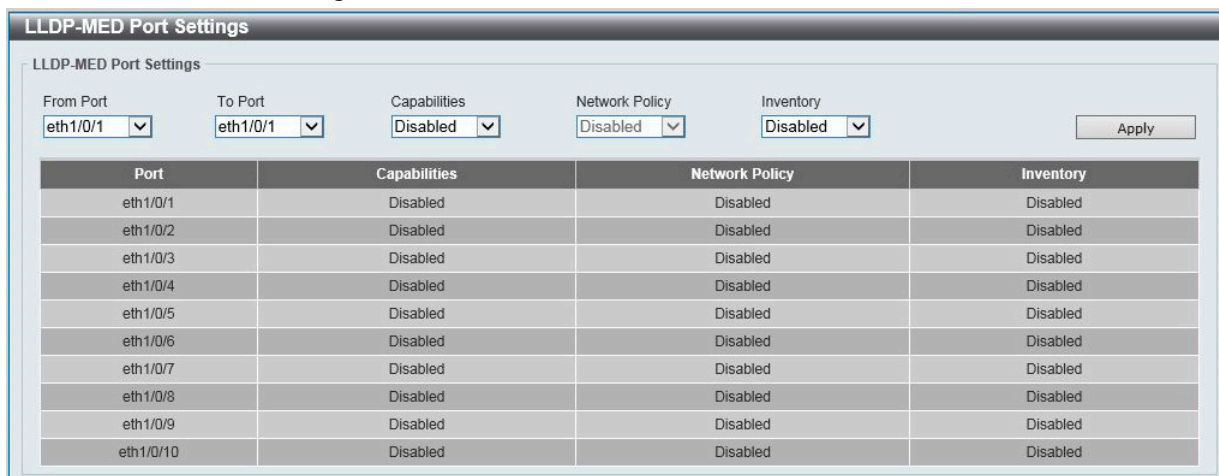 LLDP-MED Port Settings
LLDP-MED Port Settings
From Port To Port Capabilities Network Policy Inventory
eth1/0/1 eth1/0/1 Disabled Disabled Disabled Apply
Port Capabilities Network Policy Inventory
eth1/0/1 Disabled Disabled Disabled
eth1/0/2 Disabled Disabled Disabled
eth1/0/3 Disabled Disabled Disabled
eth1/0/4 Disabled Disabled Disabled
eth1/0/5 Disabled Disabled Disabled
eth1/0/6 Disabled Disabled Disabled
eth1/0/7 Disabled Disabled Disabled
eth1/0/8 Disabled Disabled Disabled
eth1/0/9 Disabled Disabled Disabled
eth1/0/10 Disabled Disabled Disabled